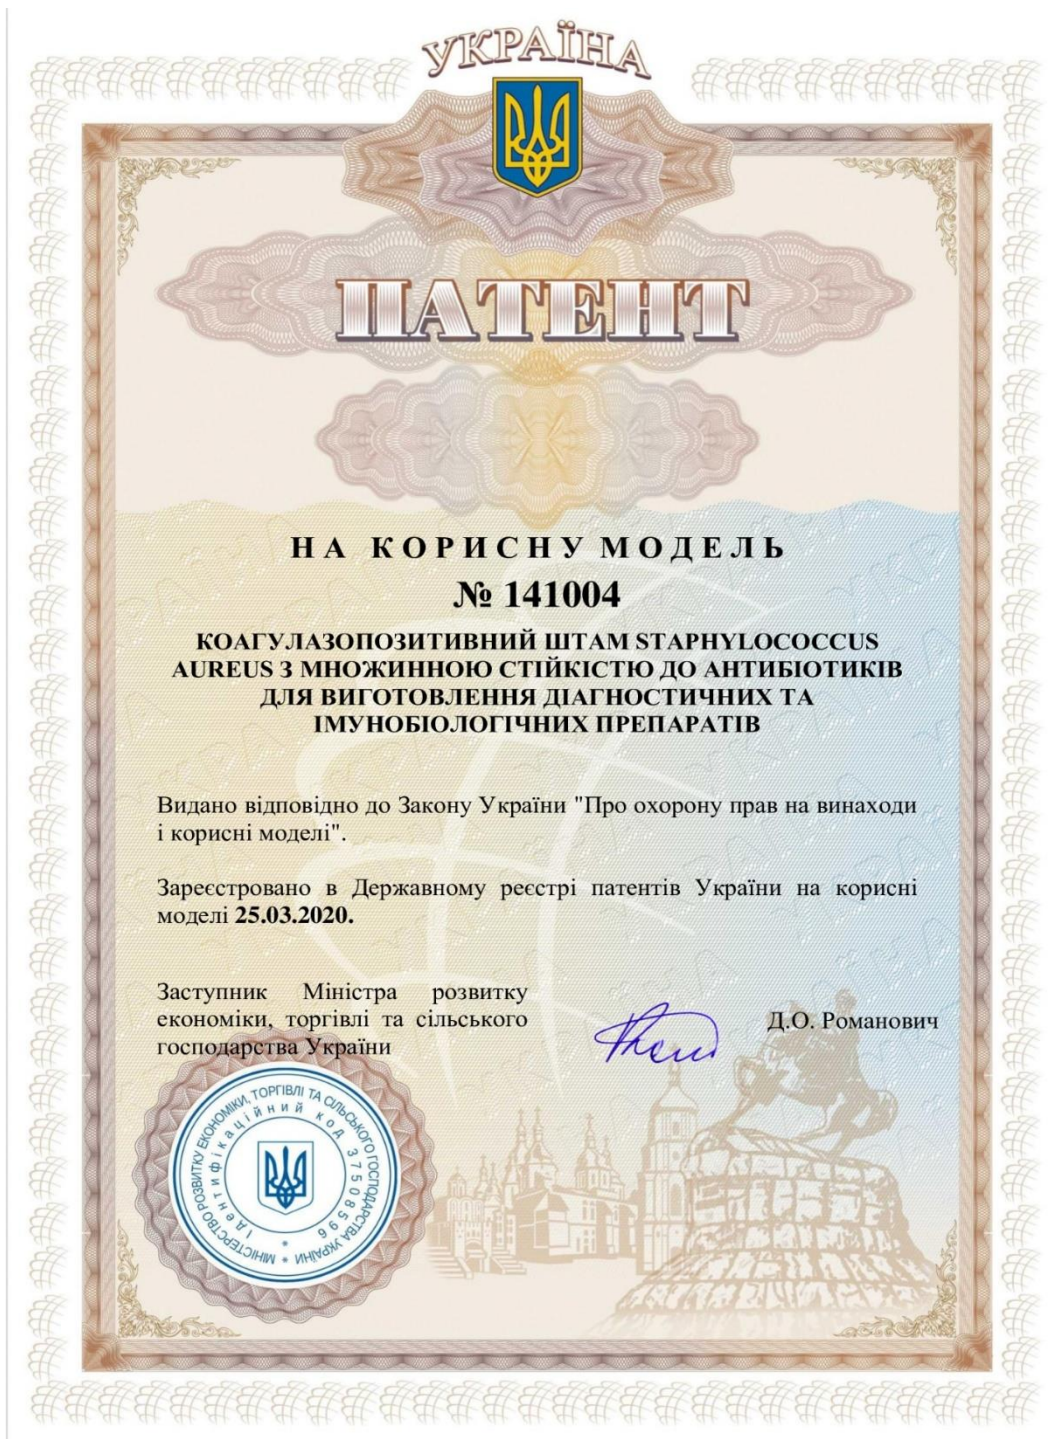 УКРАЇНА
ПАТЕНТ
НА КОРИСНУ МОДЕЛЬ
№ 141004
КОАГУЛАЗОПОЗИТИВНИЙ ШТАМ STAPHYLOCOCCUS
AUREUS З МНОЖИННОЮ СТІЙКІСТЮ ДО АНТИБІОТИКІВ
ДЛЯ ВИГОТОВЛЕННЯ ДІАГНОСТИЧНИХ ТА
ІМУНОБІОЛОГІЧНИХ ПРЕПАРАТІВ
Видано відповідно до Закону України "Про охорону прав на винаходи
і корисні моделі".
Зареєстровано в Державному реєстрі патентів України на корисні
моделі 25.03.2020.
Заступник Міністра розвитку
економіки, торгівлі та сільського
господарства України
Д.О. Романович
МІНІСТЕРСТВО РОЗВИТКУ ЕКОНОМІКИ, ТОРГІВЛІ ТА СІЛЬСЬКОГО ГОСПОДАРСТВА УКРАЇНИ *
Ідентифікаційний код 37508596 *